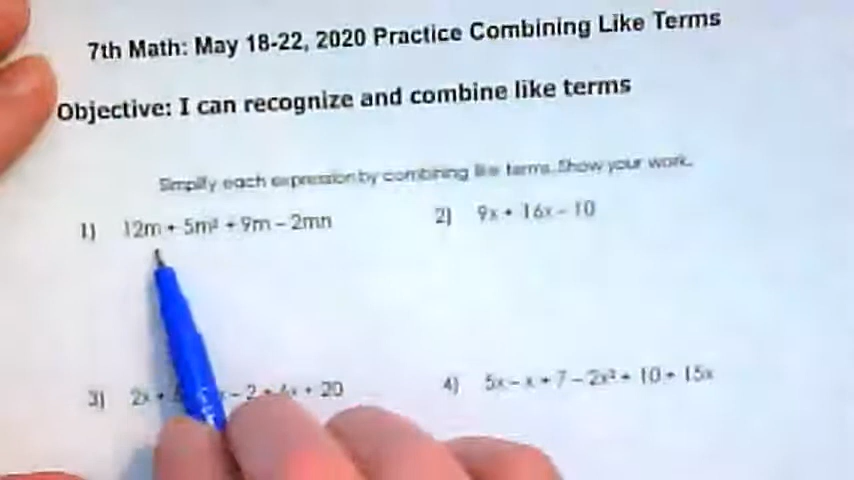 7th Math: May 18-22, 2020 Practice Combining Like Terms
Objective: I can recognize and combine like terms
Simplify each expression by combining like terms. Show your work.
1) 12m + 5m² + 9m - 2mn
2) 9x + 16x - 10
3) 2x + - 2 + + 20
4) 5x - x + 7 - 2x² + 10 + 15x